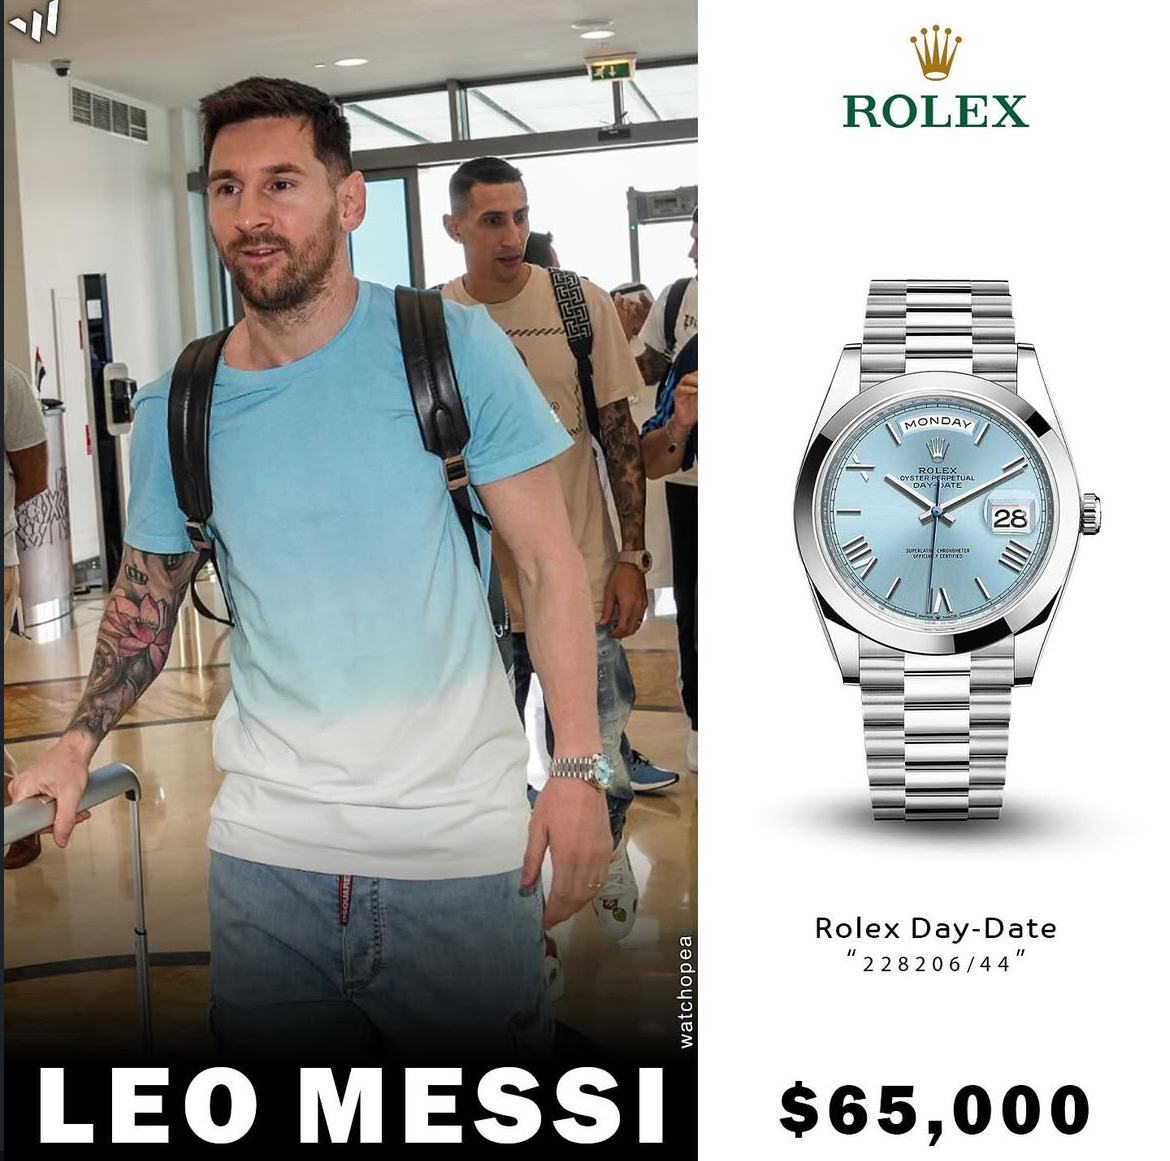 ROLEX
MONDAY
ROLEX
OYSTER PERPETUAL
DAY-DATE
28
SUPERLATIVE CHRONOMETER
OFFICIALLY CERTIFIED
DSQUARED
watchopea
Rolex Day-Date
"228206/44"
LEO MESSI
$65,000